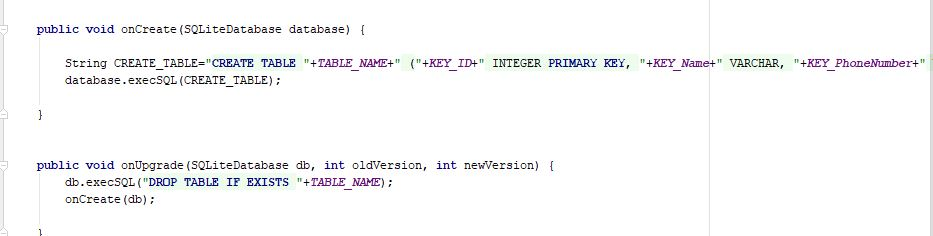 public void onCreate(SQLiteDatabase database) {
String CREATE_TABLE="CREATE TABLE "+TABLE_NAME+" ("+KEY_ID+" INTEGER PRIMARY KEY, "+KEY_Name+" VARCHAR, "+KEY_PhoneNumber+"
database.execSQL(CREATE_TABLE);
}
public void onUpgrade(SQLiteDatabase db, int oldVersion, int newVersion) {
db.execSQL("DROP TABLE IF EXISTS "+TABLE_NAME);
onCreate(db);
}